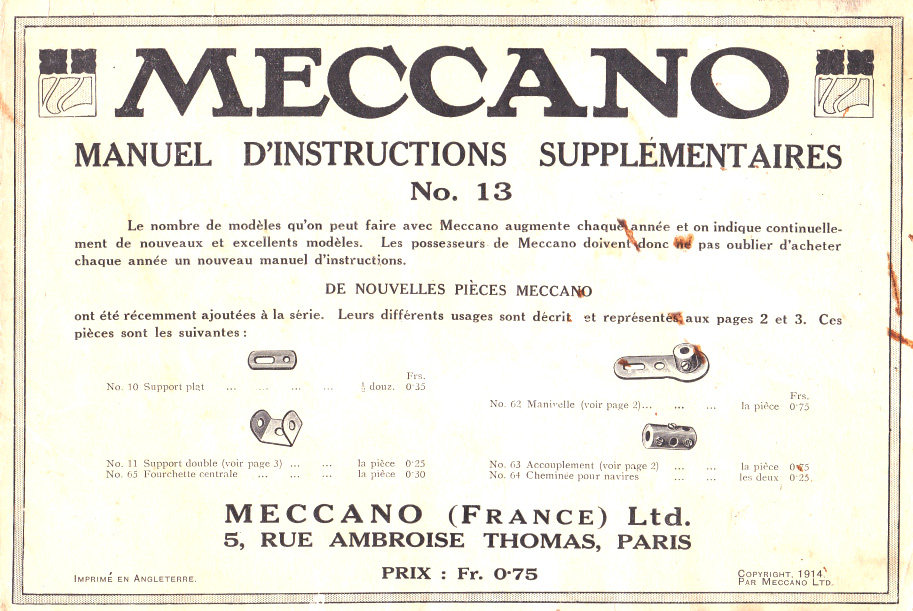 MECCANO
MANUEL D'INSTRUCTIONS SUPPLÉMENTAIRES
No. 13
Le nombre de modèles qu'on peut faire avec Meccano augmente chaque année et on indique continuelle-
ment de nouveaux et excellents modèles. Les possesseurs de Meccano doivent donc ne pas oublier d'acheter
chaque année un nouveau manuel d'instructions.
DE NOUVELLES PIÈCES MECCANO
ont été récemment ajoutées à la série. Leurs différents usages sont décrit et représentés aux pages 2 et 3. Ces
pièces sont les suivantes :
Frs.
No. 10 Support plat ... ... ... ... ½ douz. 0·35
No. 11 Support double (voir page 3) ... ... la pièce 0·25
No. 65 Fourchette centrale ... ... ... la pièce 0·30
Frs.
No. 62 Manivelle (voir page 2)... ... ... la pièce 0·75
No. 63 Accouplement (voir page 2) ... ... la pièce
No. 64 Cheminee pour navires ... ... les deux 0·25.
MECCANO (FRANCE) Ltd.
5, RUE AMBROISE THOMAS, PARIS
IMPRIMÉ EN ANGLETERRE.
PRIX : Fr. 0·75
COPYRIGHT, 1914,
PAR MECCANO LTD.